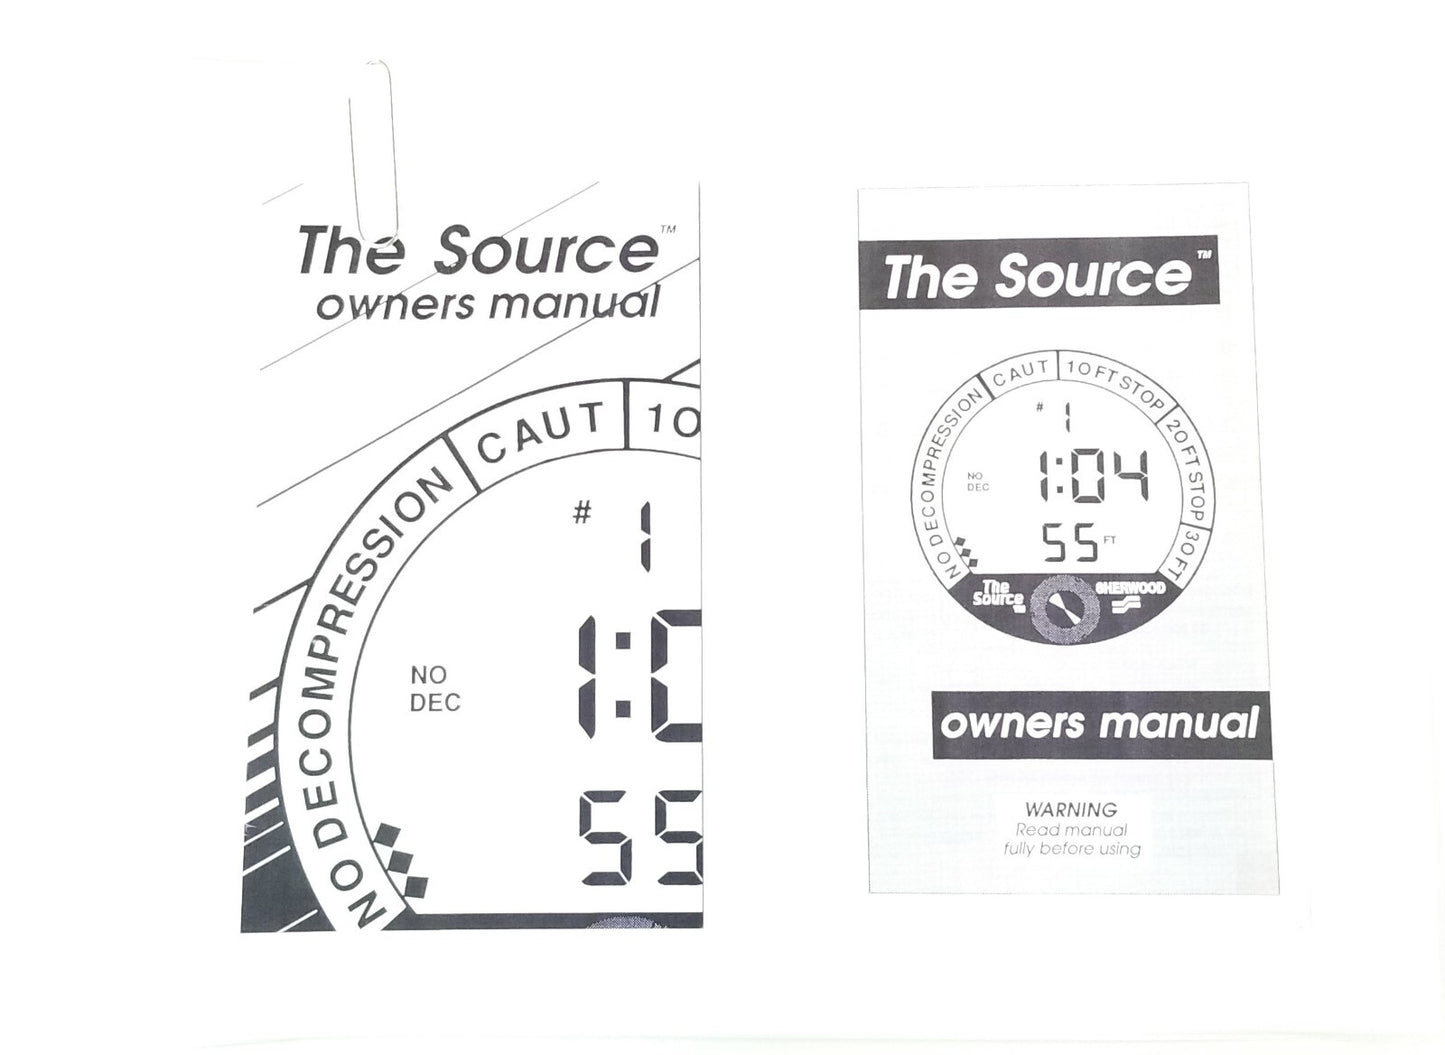 The Source™
owners manual
NO DECOMPRESSION
CAUT
10
# 1
NO
DEC
1:0
55
The Source™
NO DECOMPRESSION
CAUT
10 FT STOP
20 FT STOP
30 FT
# 1
NO
DEC
1:04
55 FT
The
Source
SHERWOOD
owners manual
WARNING
Read manual
fully before using